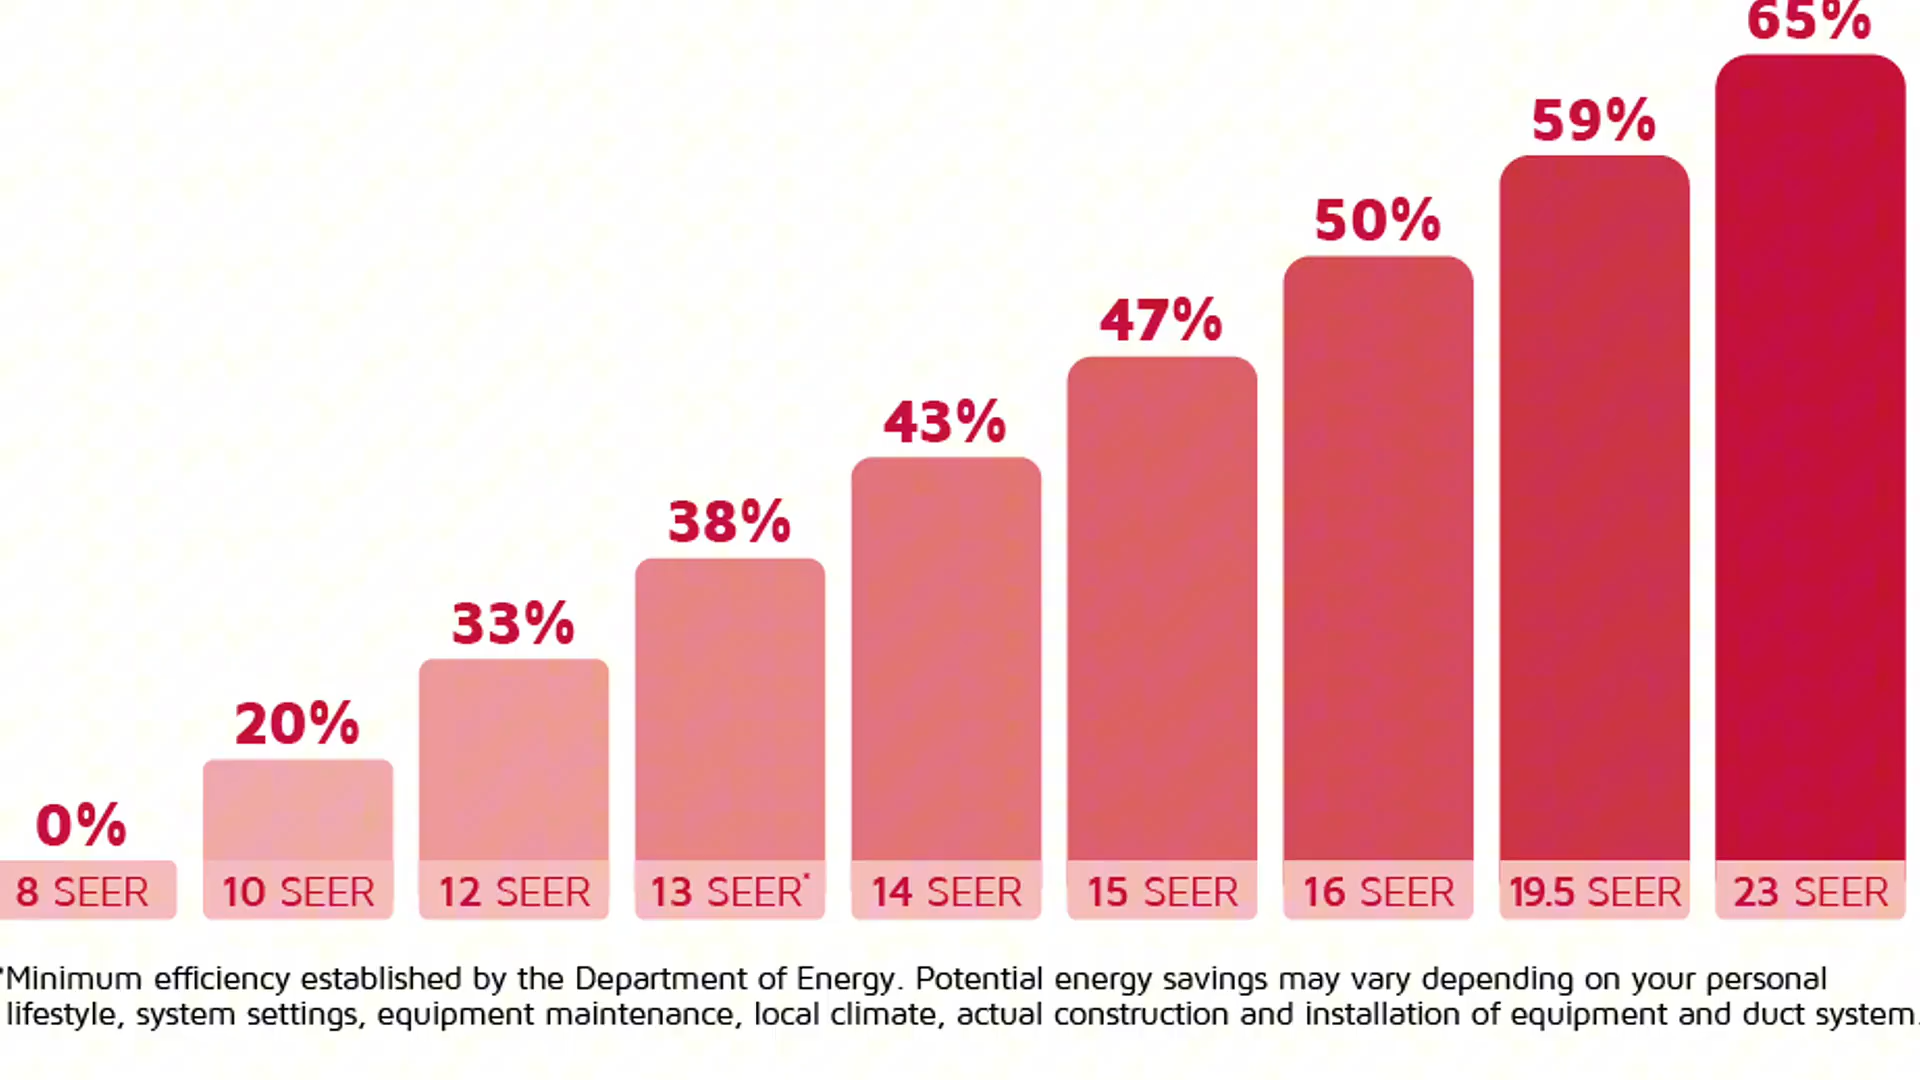 65%
59%
50%
47%
43%
38%
33%
20%
0%
8 SEER
10 SEER
12 SEER
13 SEER*
14 SEER
15 SEER
16 SEER
19.5 SEER
23 SEER
*Minimum efficiency established by the Department of Energy. Potential energy savings may vary depending on your personal
lifestyle, system settings, equipment maintenance, local climate, actual construction and installation of equipment and duct system.